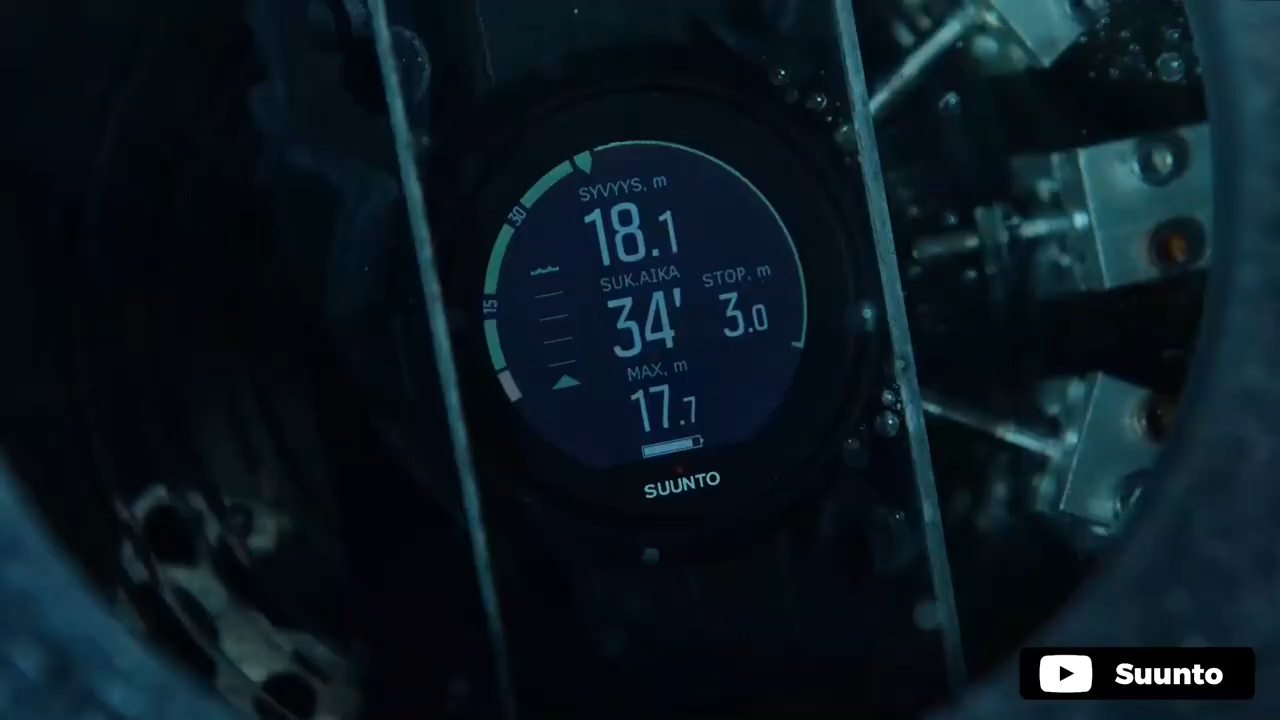 SYVYYS, m
18.1
30
15
SUK.AIKA
34'
STOP, m
3.0
MAX, m
17.7
SUUNTO
Suunto